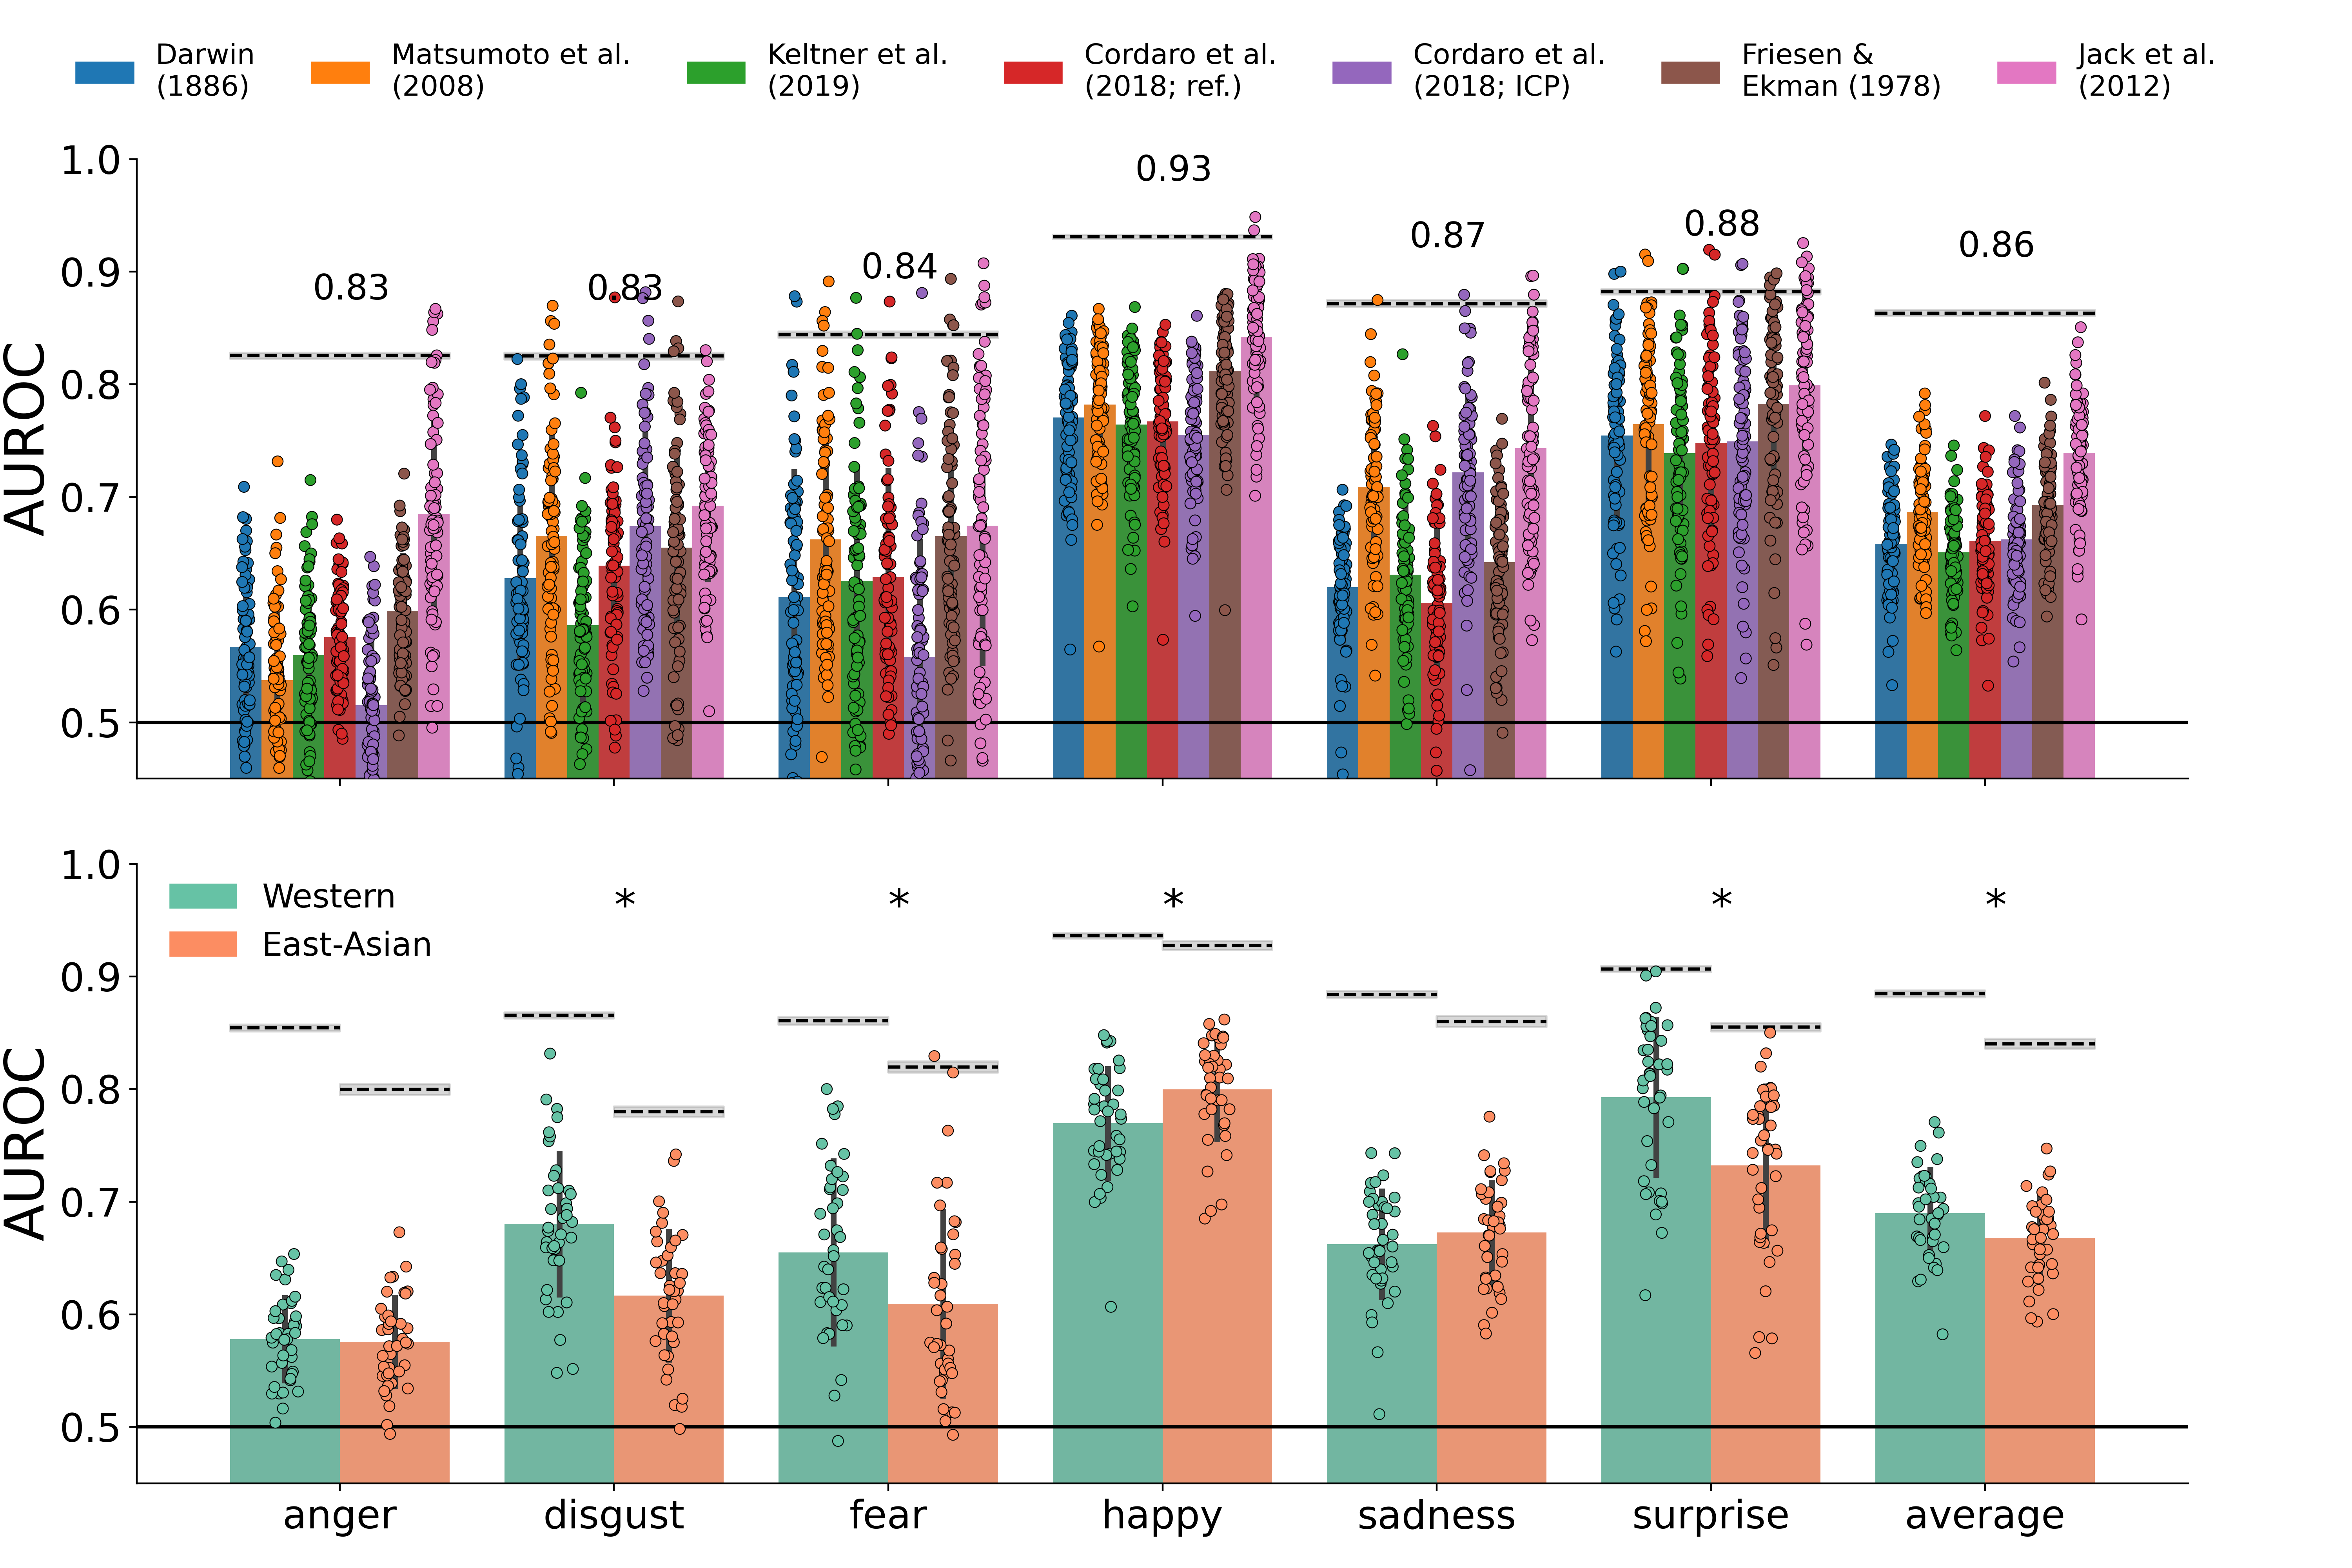 Darwin
(1886)
Matsumoto et al.
(2008)
Keltner et al.
(2019)
Cordaro et al.
(2018; ref.)
Cordaro et al.
(2018; ICP)
Friesen &
Ekman (1978)
Jack et al.
(2012)
AUROC
1.0
0.9
0.8
0.7
0.6
0.5
0.83
0.83
0.84
0.93
0.87
0.88
0.86
AUROC
1.0
0.9
0.8
0.7
0.6
0.5
Western
East-Asian
* * * * *
anger disgust fear happy sadness surprise average